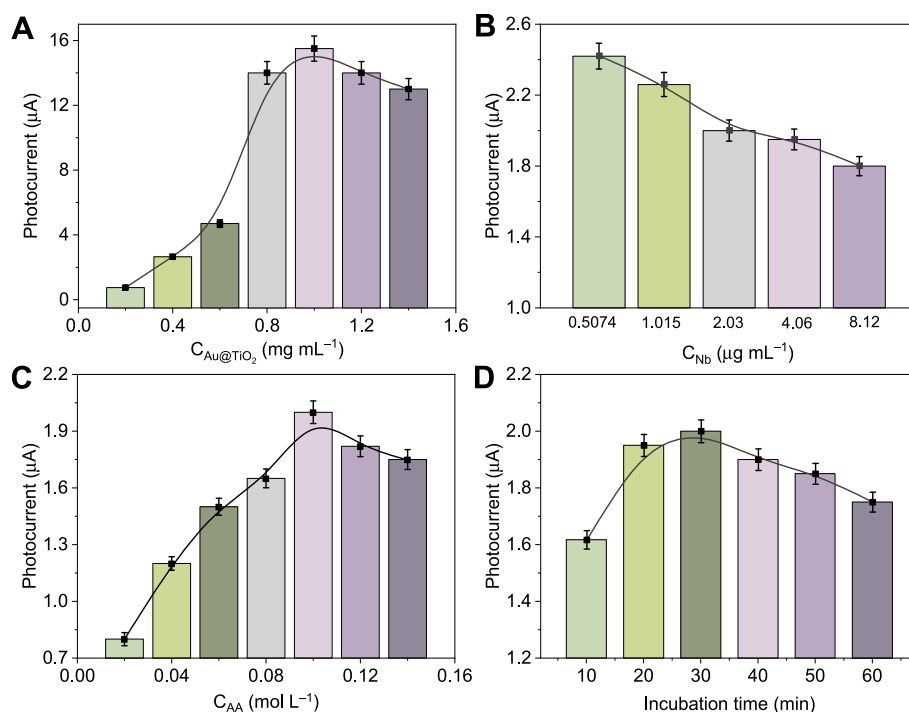 A
Photocurrent (μA)
16
12
8
4
0
0.0 0.4 0.8 1.2 1.6
C_Au@TiO₂ (mg mL⁻¹)
B
Photocurrent (μA)
2.6
2.2
1.8
1.4
1.0
0.5074 1.015 2.03 4.06 8.12
C_Nb (μg mL⁻¹)
C
Photocurrent (μA)
2.2
1.9
1.6
1.2
1.0
0.7
0.00 0.04 0.08 0.12 0.16
C_AA (mol L⁻¹)
D
Photocurrent (μA)
2.2
2.0
1.8
1.6
1.4
1.2
10 20 30 40 50 60
Incubation time (min)